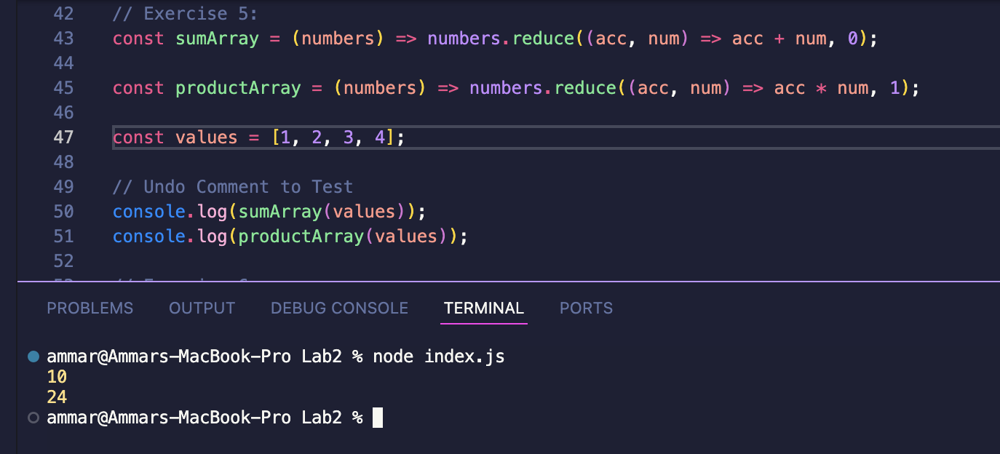 42 // Exercise 5:
43 const sumArray = (numbers) => numbers.reduce((acc, num) => acc + num, 0);
44
45 const productArray = (numbers) => numbers.reduce((acc, num) => acc * num, 1);
46
47 const values = [1, 2, 3, 4];
48
49 // Undo Comment to Test
50 console.log(sumArray(values));
51 console.log(productArray(values));
52
PROBLEMS OUTPUT DEBUG CONSOLE TERMINAL PORTS
ammar@Ammars-MacBook-Pro Lab2 % node index.js
10
24
ammar@Ammars-MacBook-Pro Lab2 %